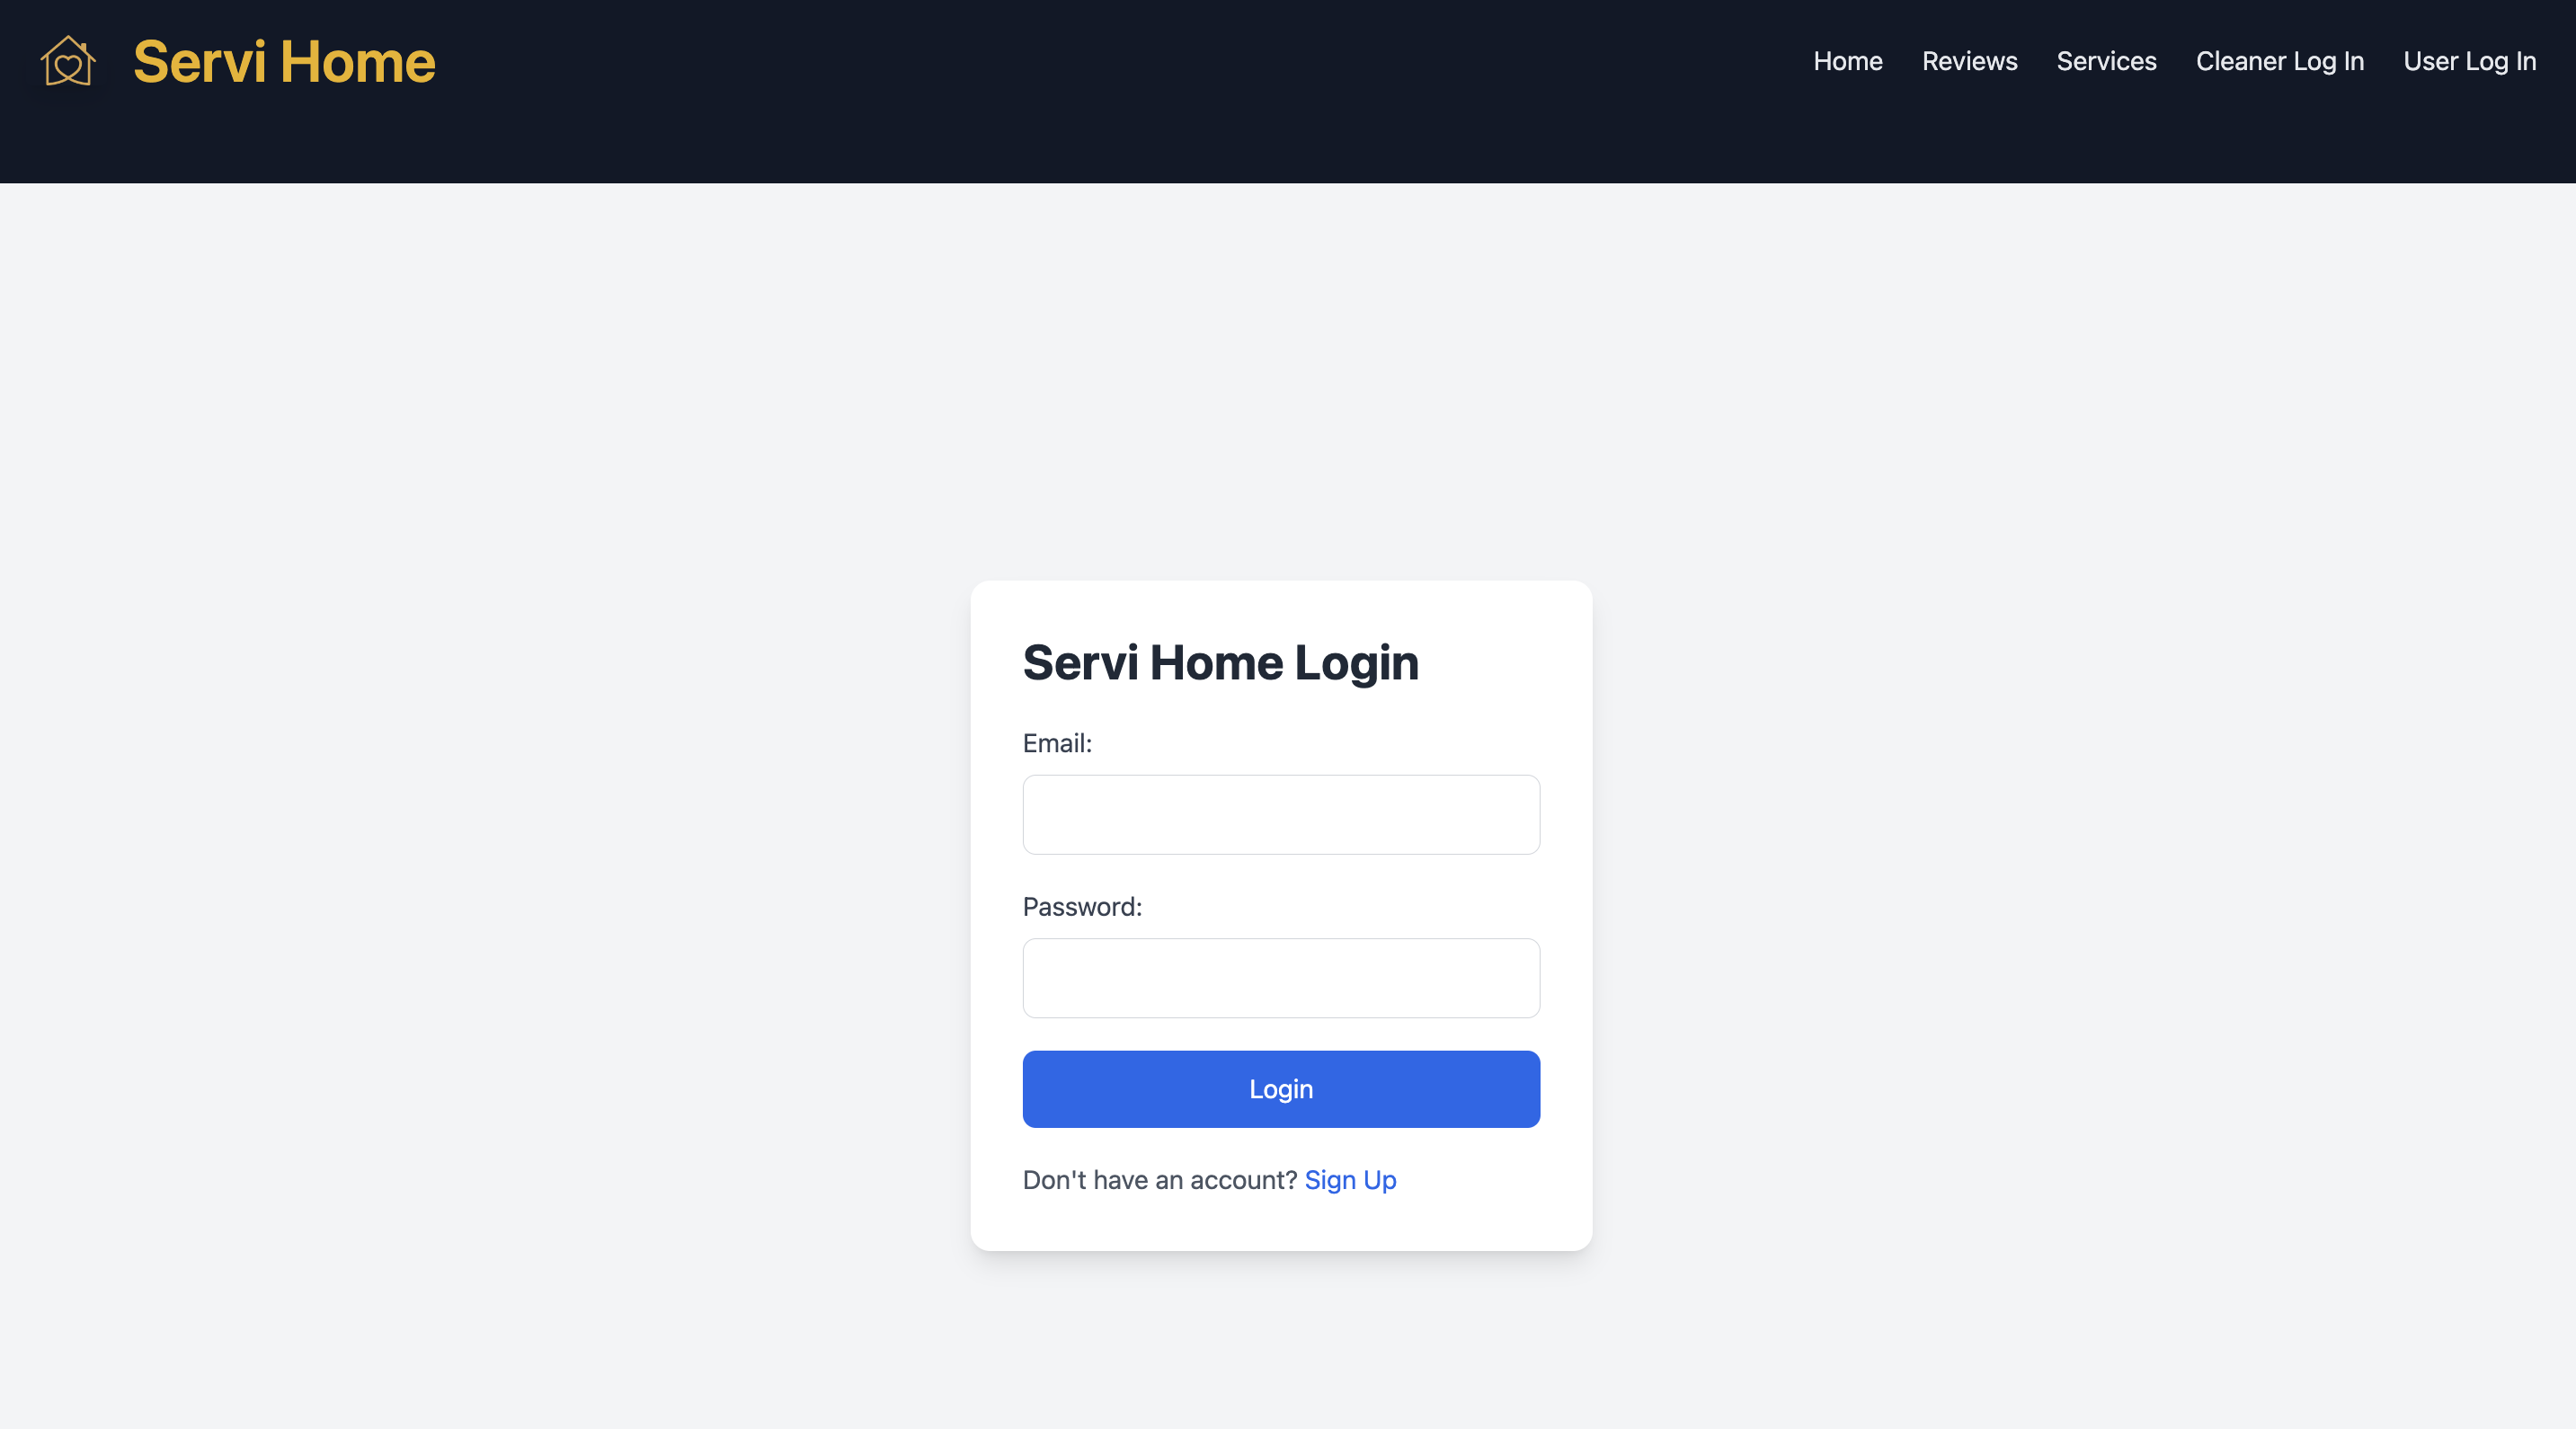 Servi Home
Home Reviews Services Cleaner Log In User Log In
Servi Home Login
Email:
Password:
Login
Don't have an account? Sign Up